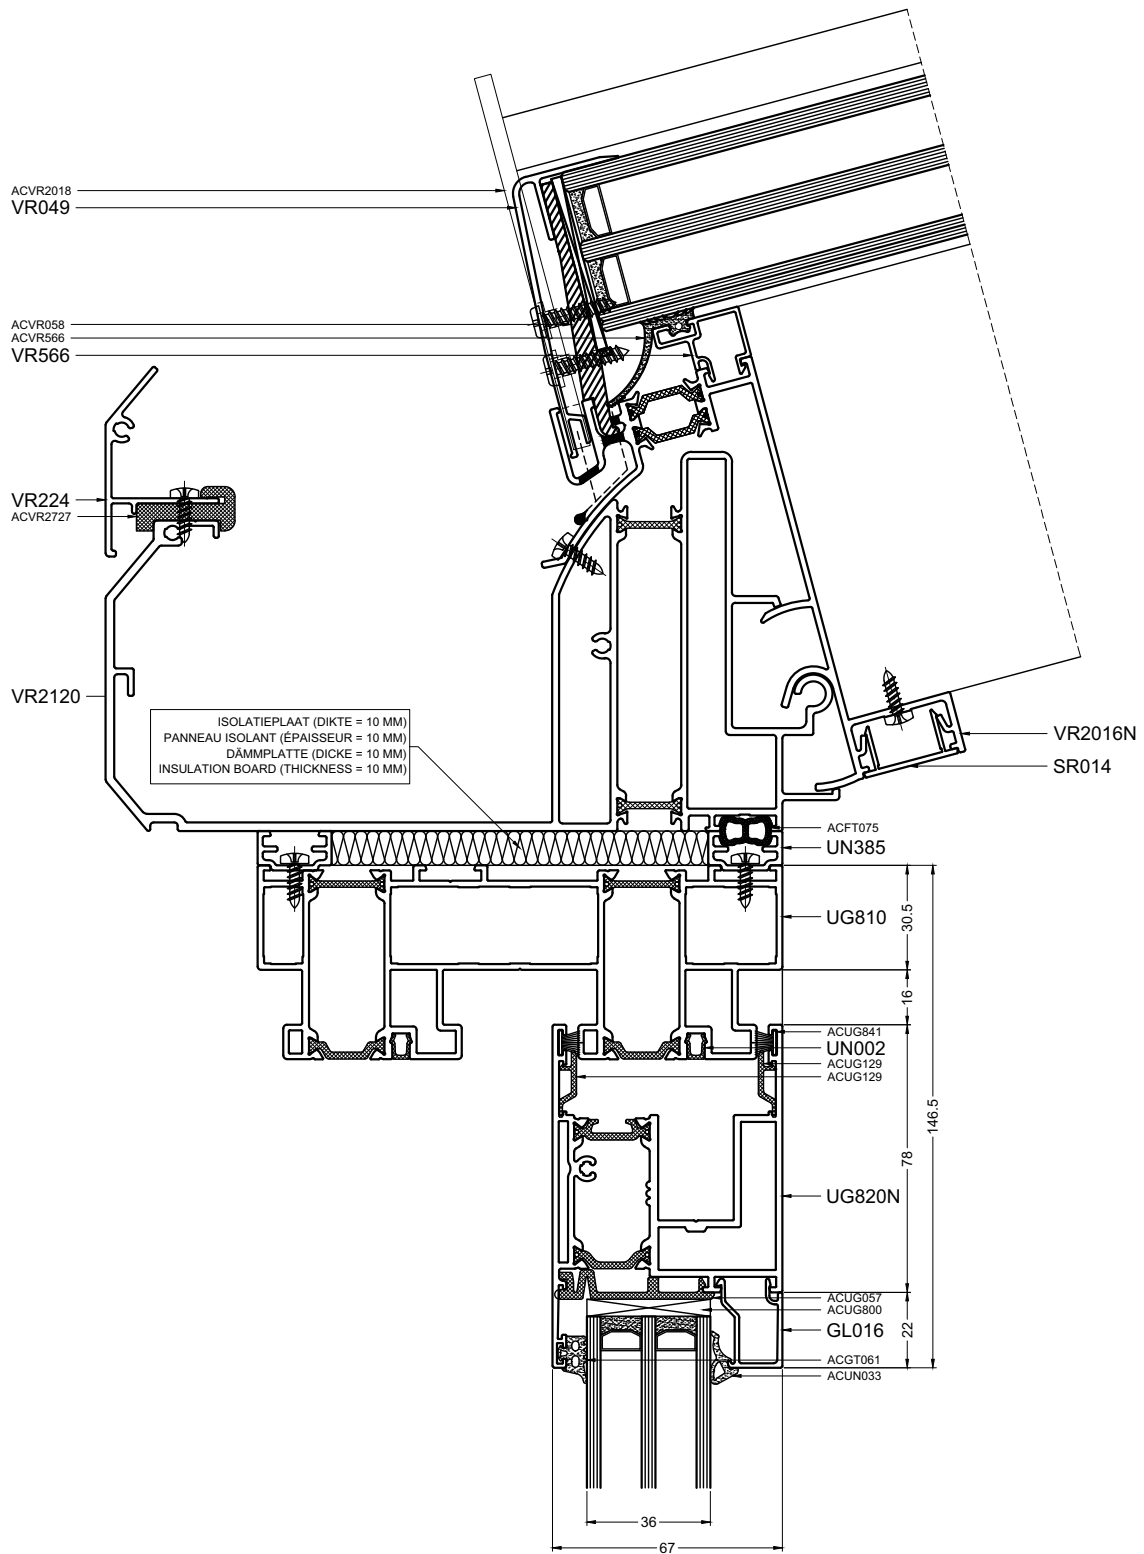 ACVR2018
VR049
ACVR058
ACVR566
VR566
VR224
ACVR2727
VR2120
ISOLATIEPLAAT (DIKTE = 10 MM)
PANNEAU ISOLANT (ÉPAISSEUR = 10 MM)
DÄMMPLATTE (DICKE = 10 MM)
INSULATION BOARD (THICKNESS = 10 MM)
VR2016N
SR014
ACFT075
UN385
UG810
ACUG841
UN002
ACUG129
ACUG129
UG820N
ACUG057
ACUG800
GL016
ACGT061
ACUN033
30.5
16
78
22
146.5
36
67